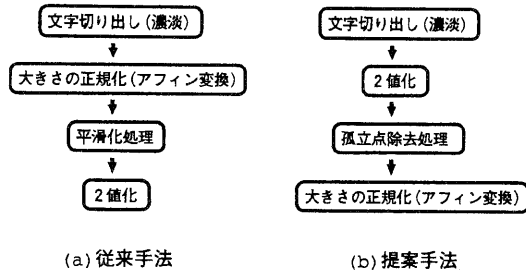 文字切り出し(濃淡)
大きさの正規化(アフィン変換)
平滑化処理
2値化
(a)従来手法
文字切り出し(濃淡)
2値化
孤立点除去処理
大きさの正規化(アフィン変換)
(b)提案手法